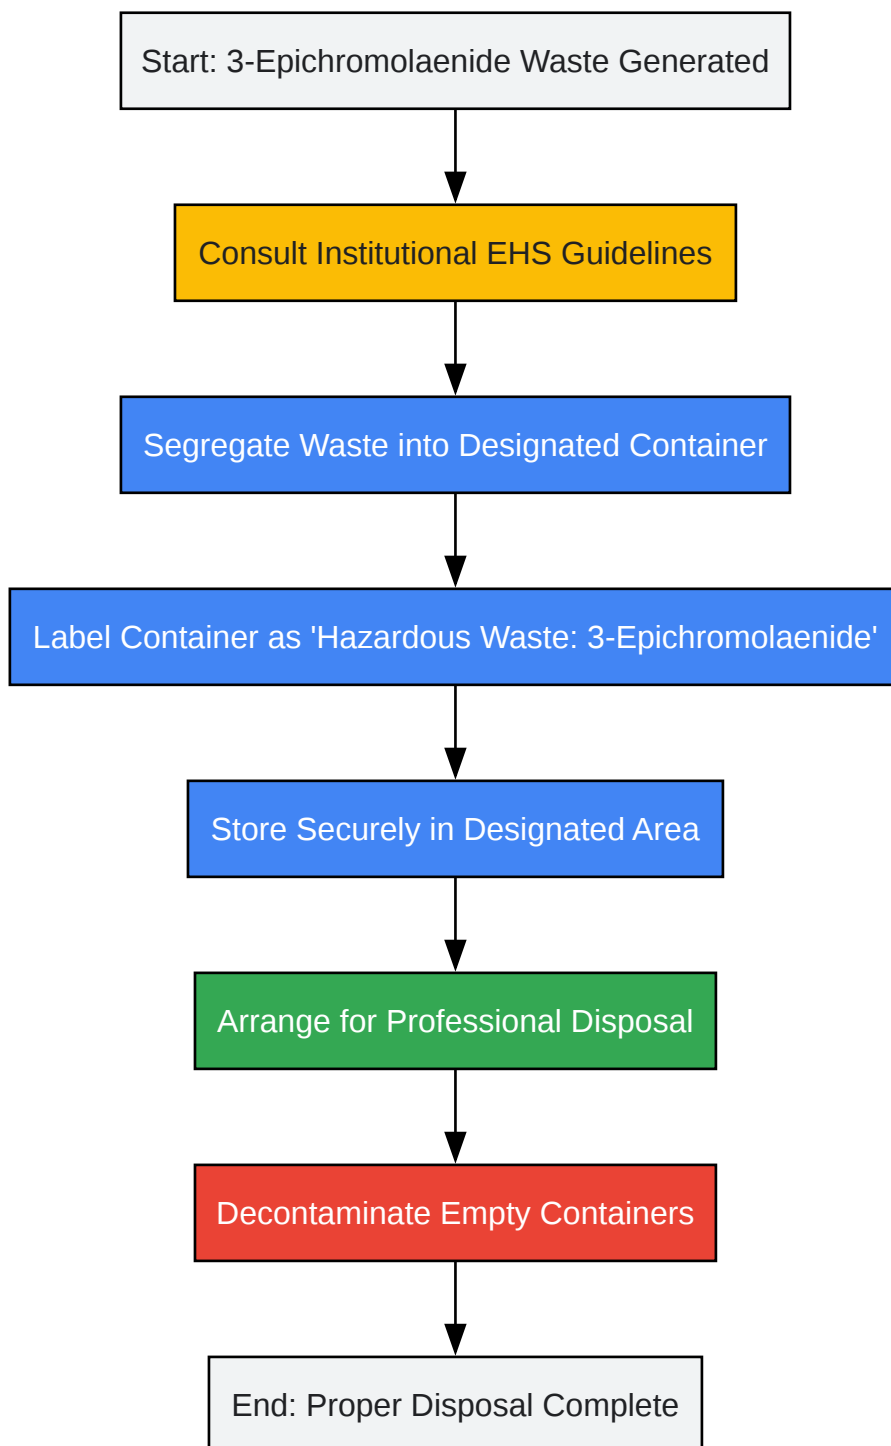 Start: 3-Epichromolaenide Waste Generated
Consult Institutional EHS Guidelines
Segregate Waste into Designated Container
Label Container as 'Hazardous Waste: 3-Epichromolaenide'
Store Securely in Designated Area
Arrange for Professional Disposal
Decontaminate Empty Containers
End: Proper Disposal Complete